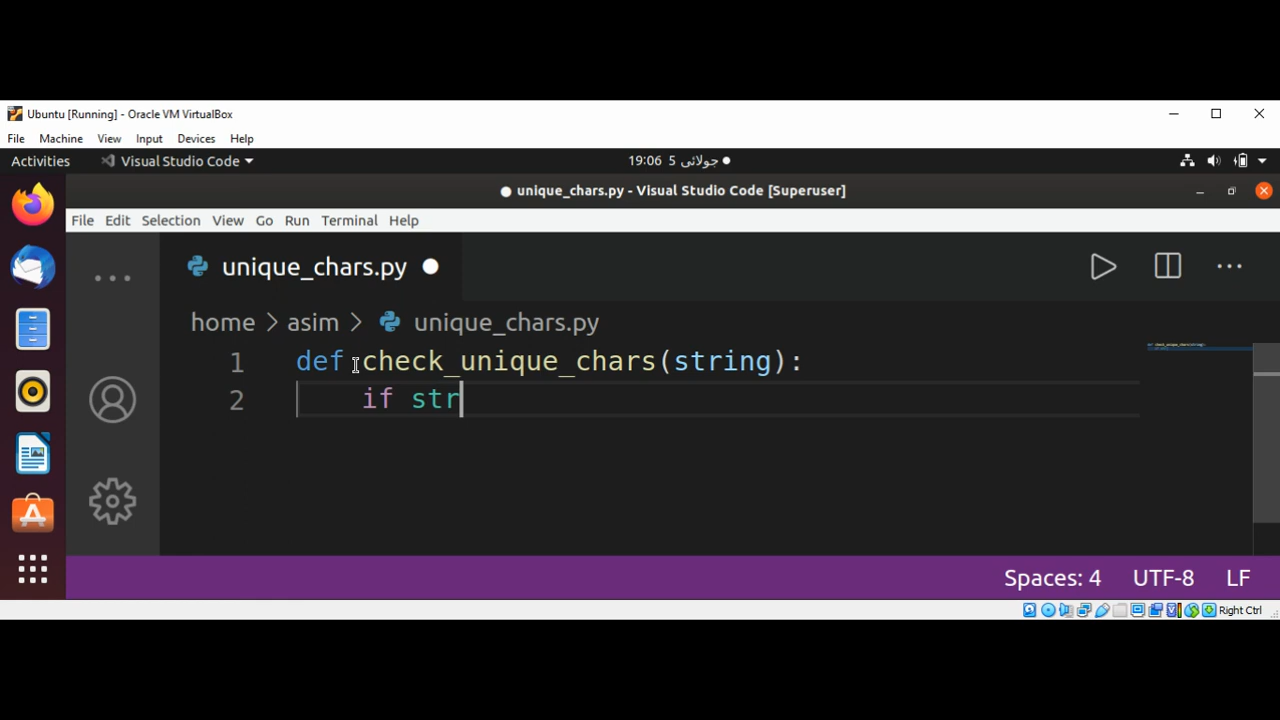 Ubuntu [Running] - Oracle VM VirtualBox
File Machine View Input Devices Help
Activities Visual Studio Code 19:06 5 جولائی
unique_chars.py - Visual Studio Code [Superuser]
File Edit Selection View Go Run Terminal Help
unique_chars.py
home > asim > unique_chars.py
1 def check_unique_chars(string):
2 if str
Spaces: 4 UTF-8 LF
Right Ctrl